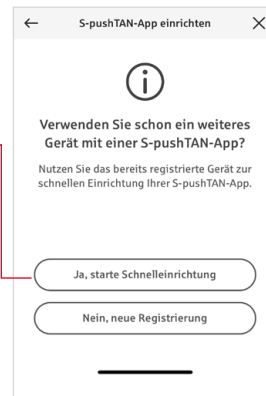 S-pushTAN-App einrichten
Verwenden Sie schon ein weiteres
Gerät mit einer S-pushTAN-App?
Nutzen Sie das bereits registrierte Gerät zur
schnellen Einrichtung Ihrer S-pushTAN-App.
Ja, starte Schnelleinrichtung
Nein, neue Registrierung